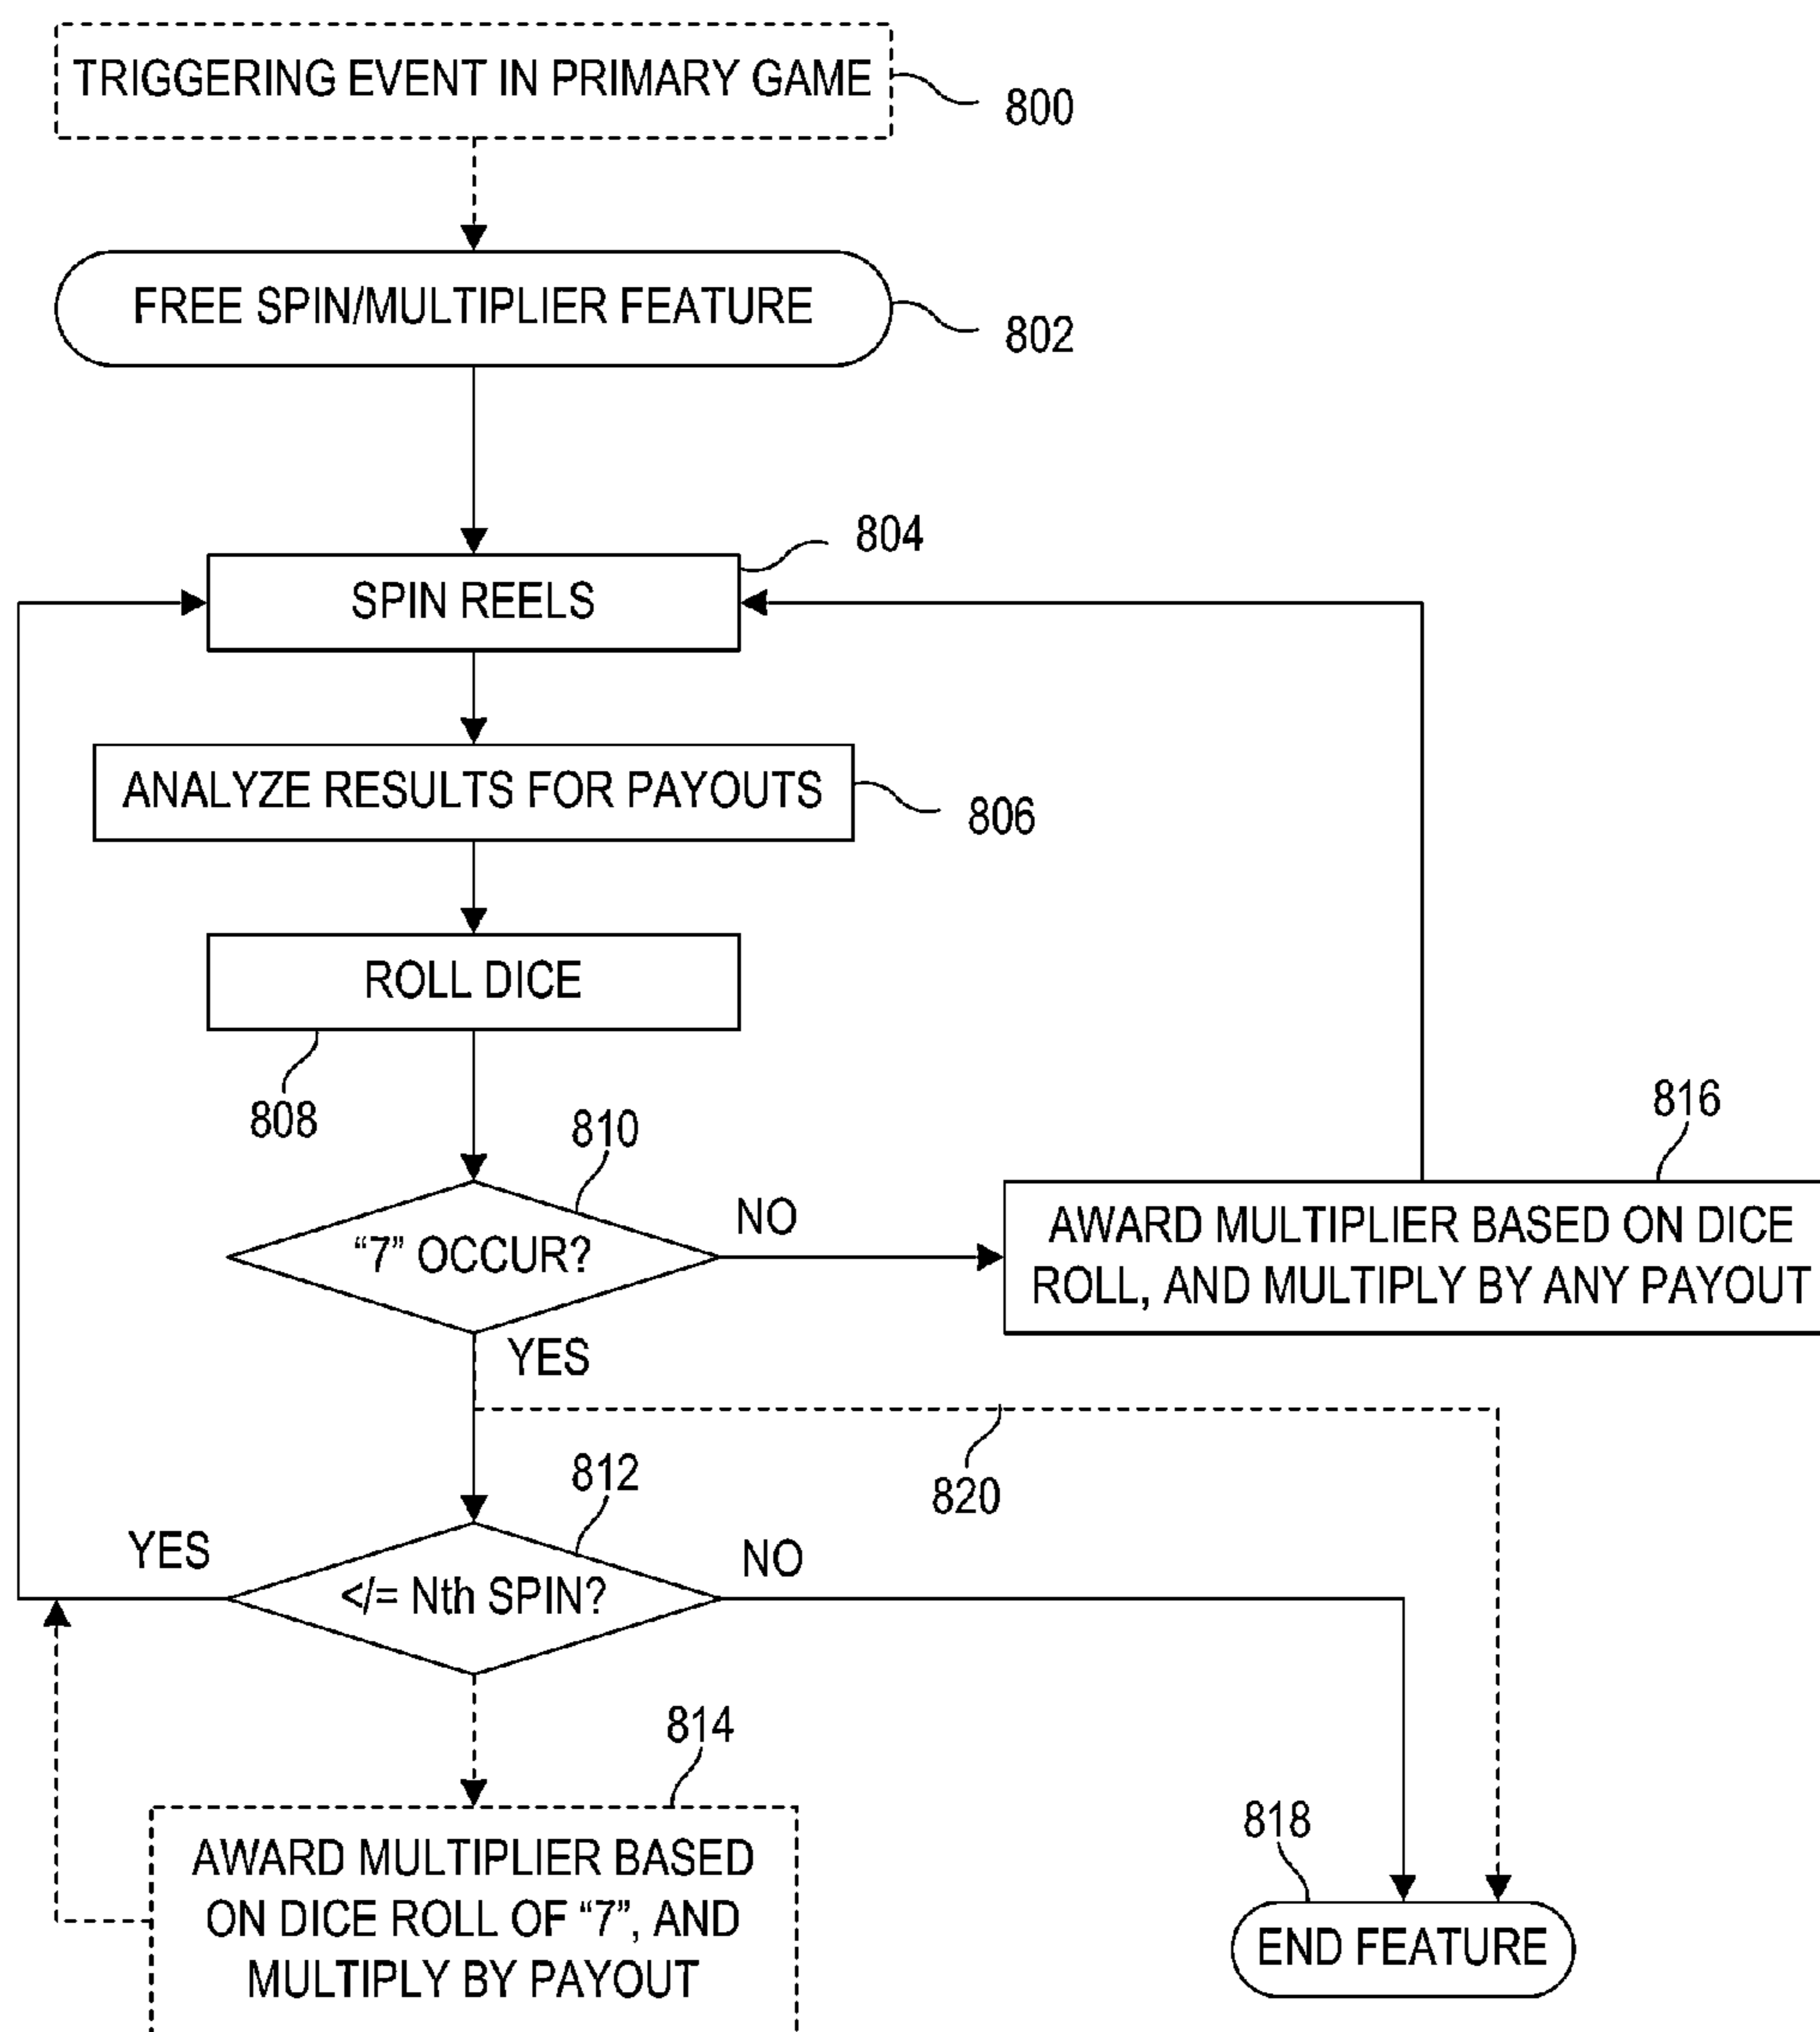 TRIGGERING EVENT IN PRIMARY GAME
800
FREE SPIN/MULTIPLIER FEATURE
802
804
SPIN REELS
ANALYZE RESULTS FOR PAYOUTS
806
ROLL DICE
808
810
816
“7” OCCUR?
NO
AWARD MULTIPLIER BASED ON DICE
ROLL, AND MULTIPLY BY ANY PAYOUT
YES
820
812
YES
</= Nth SPIN?
NO
814
AWARD MULTIPLIER BASED
ON DICE ROLL OF “7”, AND
MULTIPLY BY PAYOUT
818
END FEATURE